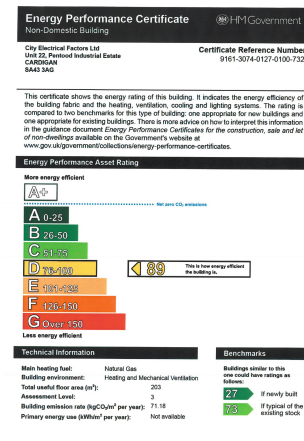 Energy Performance Certificate
HM Government
Non-Domestic Building
City Electrical Factors Ltd
Unit 22, Pentood Industrial Estate
CARDIGAN
SA43 3AG
Certificate Reference Number
9161-3074-0127-0100-732
This certificate shows the energy rating of this building. It indicates the energy efficiency of
the building fabric and the heating, ventilation, cooling and lighting systems. The rating is
compared to two benchmarks for this type of building: one appropriate for new buildings and
one appropriate for existing buildings. There is more advice on how to interpret this information
in the guidance document Energy Performance Certificates for the construction, sale and let
of non-dwellings available on the Government's website at
www.gov.uk/government/collections/energy-performance-certificates.
Energy Performance Asset Rating
More energy efficient
A+
Net zero CO₂ emissions
A 0-25
B 26-50
C 51-75
D 76-100
89
This is how energy efficient
the building is.
E 101-125
F 126-150
G Over 150
Less energy efficient
Technical Information
Main heating fuel: Natural Gas
Building environment: Heating and Mechanical Ventilation
Total useful floor area (m²): 203
Assessment Level: 3
Building emission rate (kgCO₂/m² per year): 71.18
Primary energy use (kWh/m² per year): Not available
Benchmarks
Buildings similar to this
one could have ratings as
follows:
27 If newly built
73 If typical of the
existing stock